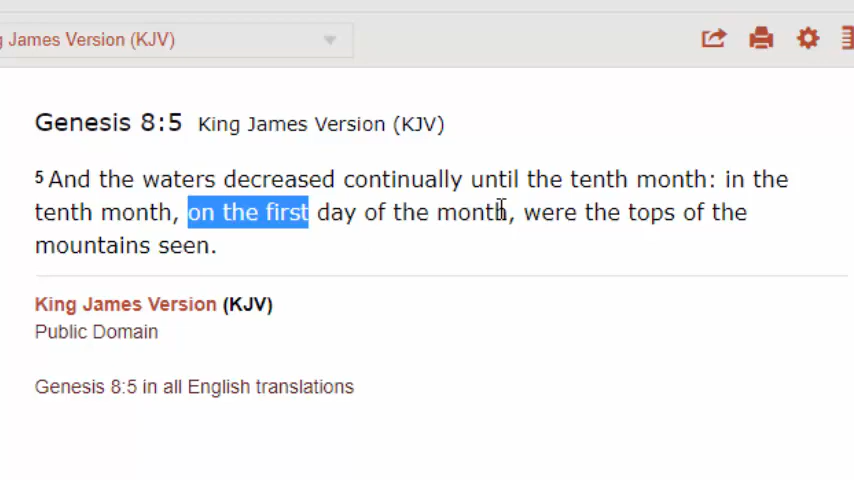 g James Version (KJV)
Genesis 8:5 King James Version (KJV)
5 And the waters decreased continually until the tenth month: in the
tenth month, on the first day of the month, were the tops of the
mountains seen.
King James Version (KJV)
Public Domain
Genesis 8:5 in all English translations